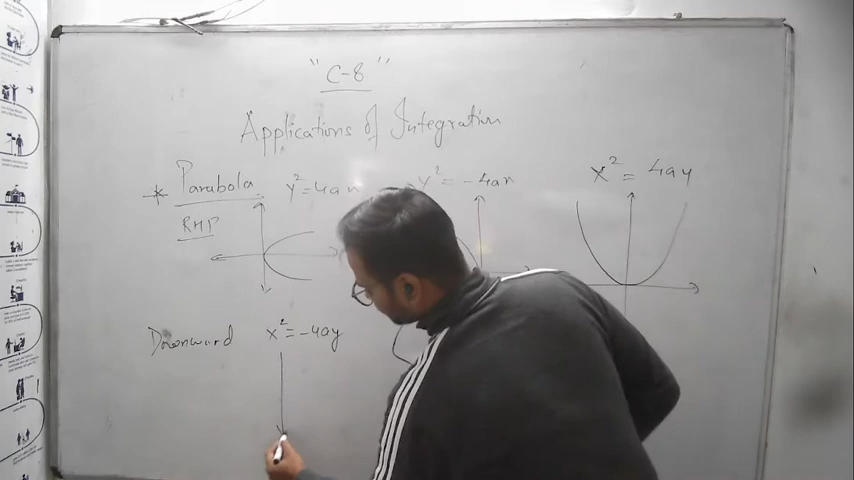 "C-8"
Applications of Integration
* Parabola y² = 4ax y² = -4ax x² = 4ay
RHP
Downward x² = -4ay